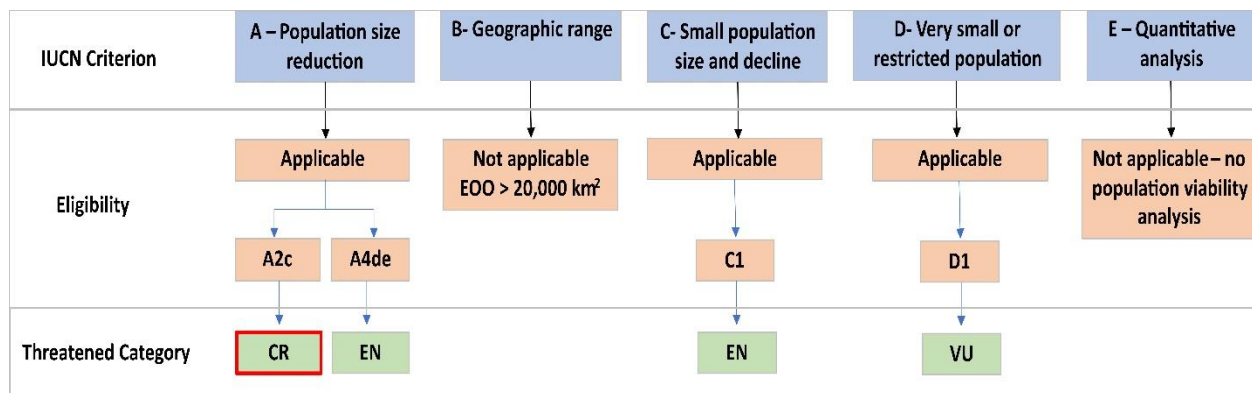 IUCN Criterion
A – Population size
reduction
B- Geographic range
C- Small population
size and decline
D- Very small or
restricted population
E – Quantitative
analysis
Eligibility
Applicable
Not applicable
EOO > 20,000 km²
Applicable
Applicable
Not applicable – no
population viability
analysis
A2c
A4de
C1
D1
Threatened Category
CR
EN
EN
VU